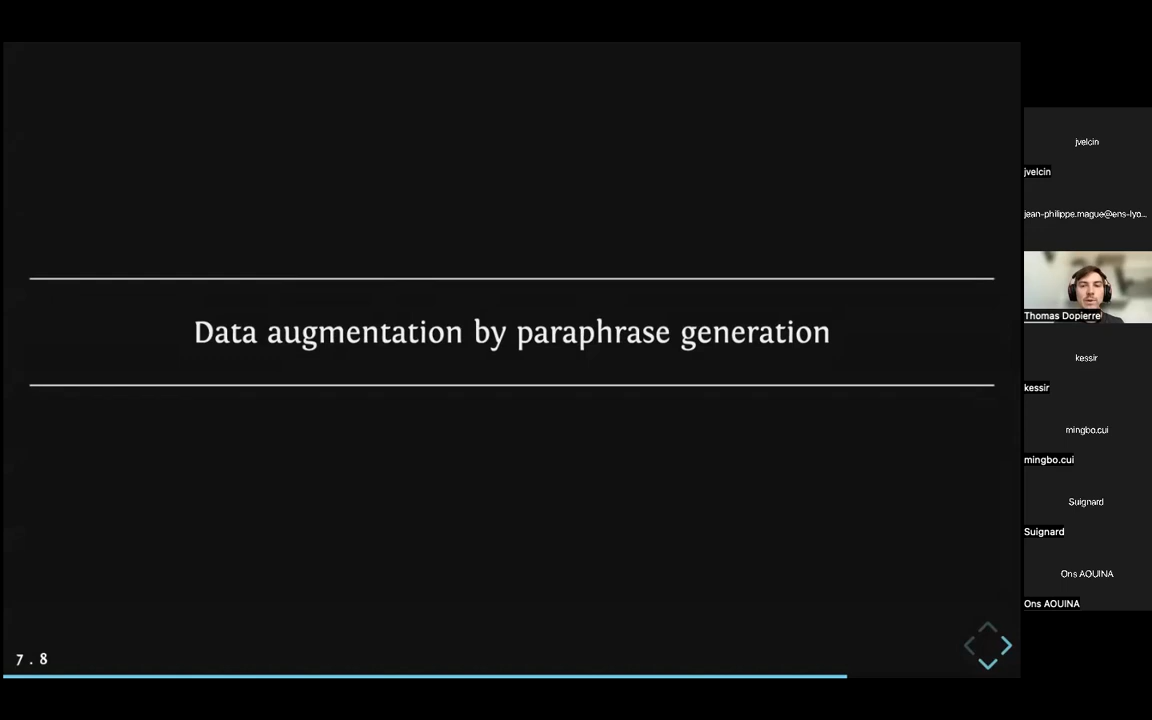 Data augmentation by paraphrase generation
7.8
jvelcin
jvelcin
jean-philippe.mague@ens-lyo...
Thomas Dopierre
kessir
kessir
mingbo.cui
mingbo.cui
Suignard
Suignard
Ons AOUINA
Ons AOUINA